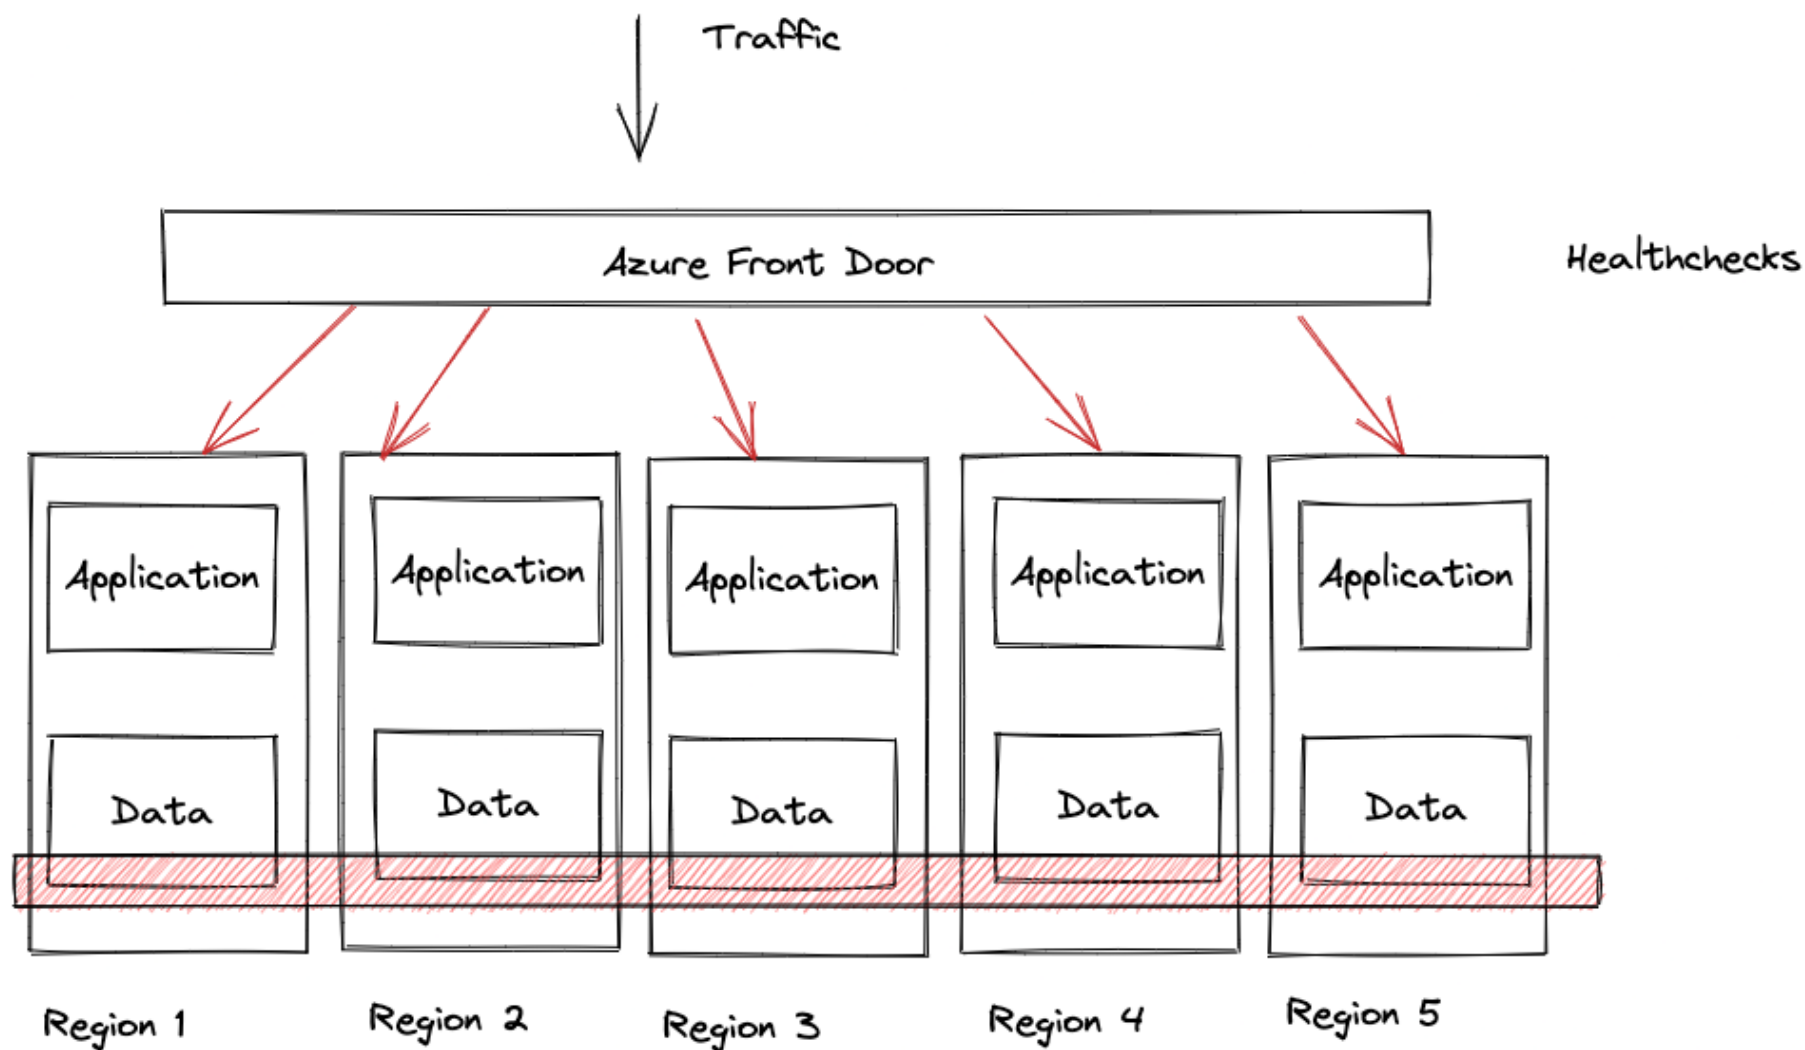 Traffic
Azure Front Door
Healthchecks
Application
Application
Application
Application
Application
Data
Data
Data
Data
Data
Region 1
Region 2
Region 3
Region 4
Region 5